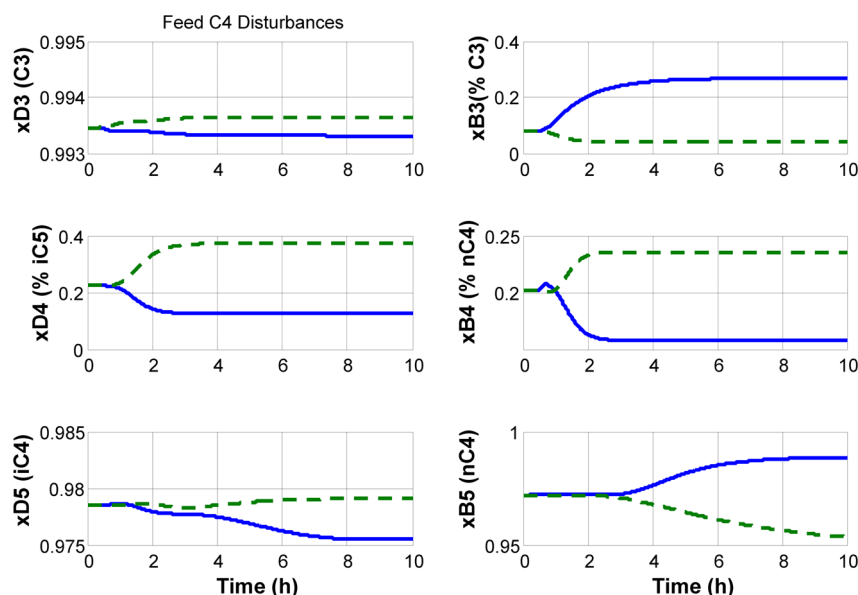 Feed C4 Disturbances
xD3 (C3)
0.995
0.994
0.993
0 2 4 6 8 10
xB3(% C3)
0.4
0.2
0
0 2 4 6 8 10
xD4 (% iC5)
0.4
0.2
0
0 2 4 6 8 10
xB4 (% nC4)
0.25
0.2
0 2 4 6 8 10
xD5 (iC4)
0.985
0.98
0.975
0 2 4 6 8 10
Time (h)
xB5 (nC4)
1
0.95
0 2 4 6 8 10
Time (h)